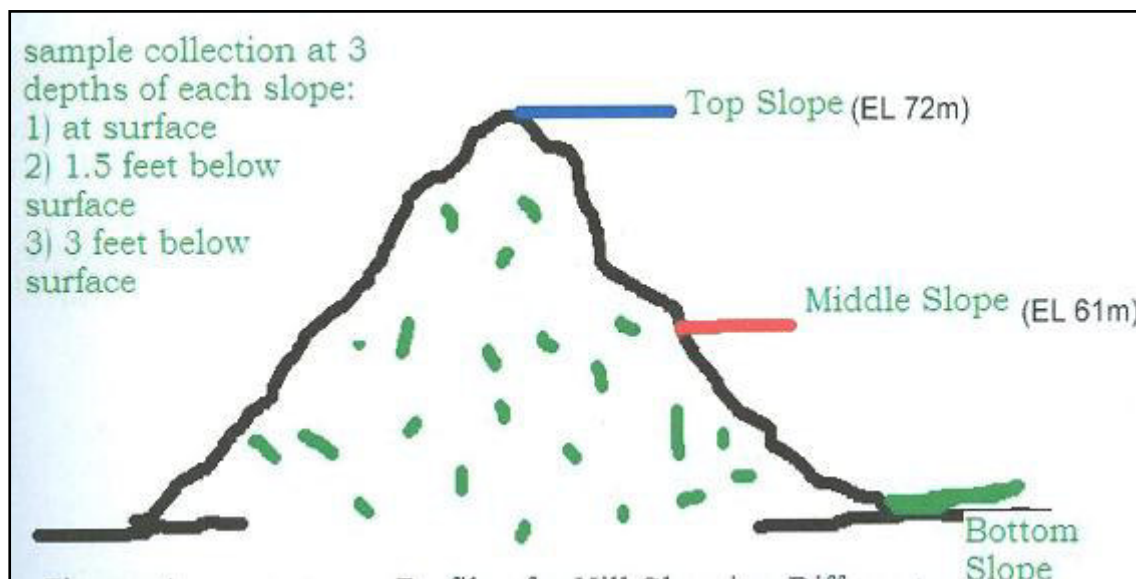 sample collection at 3
depths of each slope:
1) at surface
2) 1.5 feet below
surface
3) 3 feet below
surface
Top Slope (EL 72m)
Middle Slope (EL 61m)
Bottom
Slope